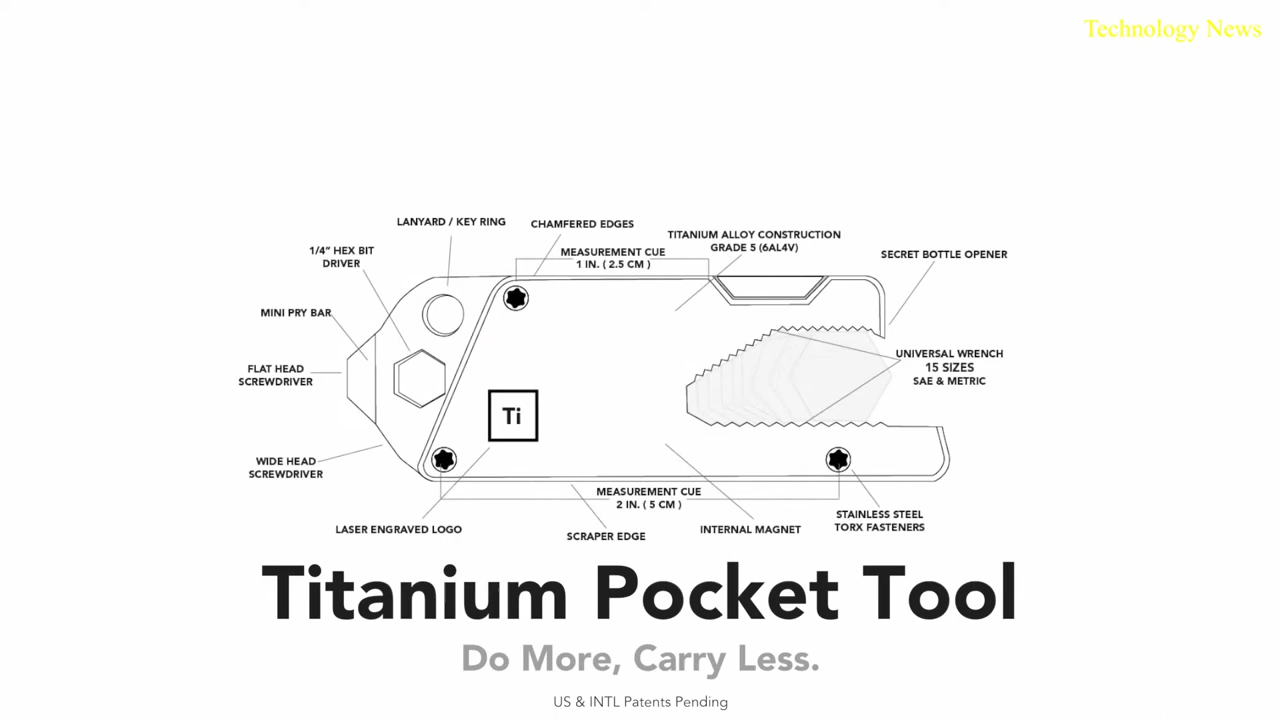 Technology News
LANYARD / KEY RING
CHAMFERED EDGES
TITANIUM ALLOY CONSTRUCTION
GRADE 5 (6AL4V)
1/4" HEX BIT
DRIVER
MEASUREMENT CUE
1 IN. ( 2.5 CM )
SECRET BOTTLE OPENER
MINI PRY BAR
FLAT HEAD
SCREWDRIVER
UNIVERSAL WRENCH
15 SIZES
SAE & METRIC
Ti
WIDE HEAD
SCREWDRIVER
MEASUREMENT CUE
2 IN. ( 5 CM )
LASER ENGRAVED LOGO
SCRAPER EDGE
INTERNAL MAGNET
STAINLESS STEEL
TORX FASTENERS
Titanium Pocket Tool
Do More, Carry Less.
US & INTL Patents Pending